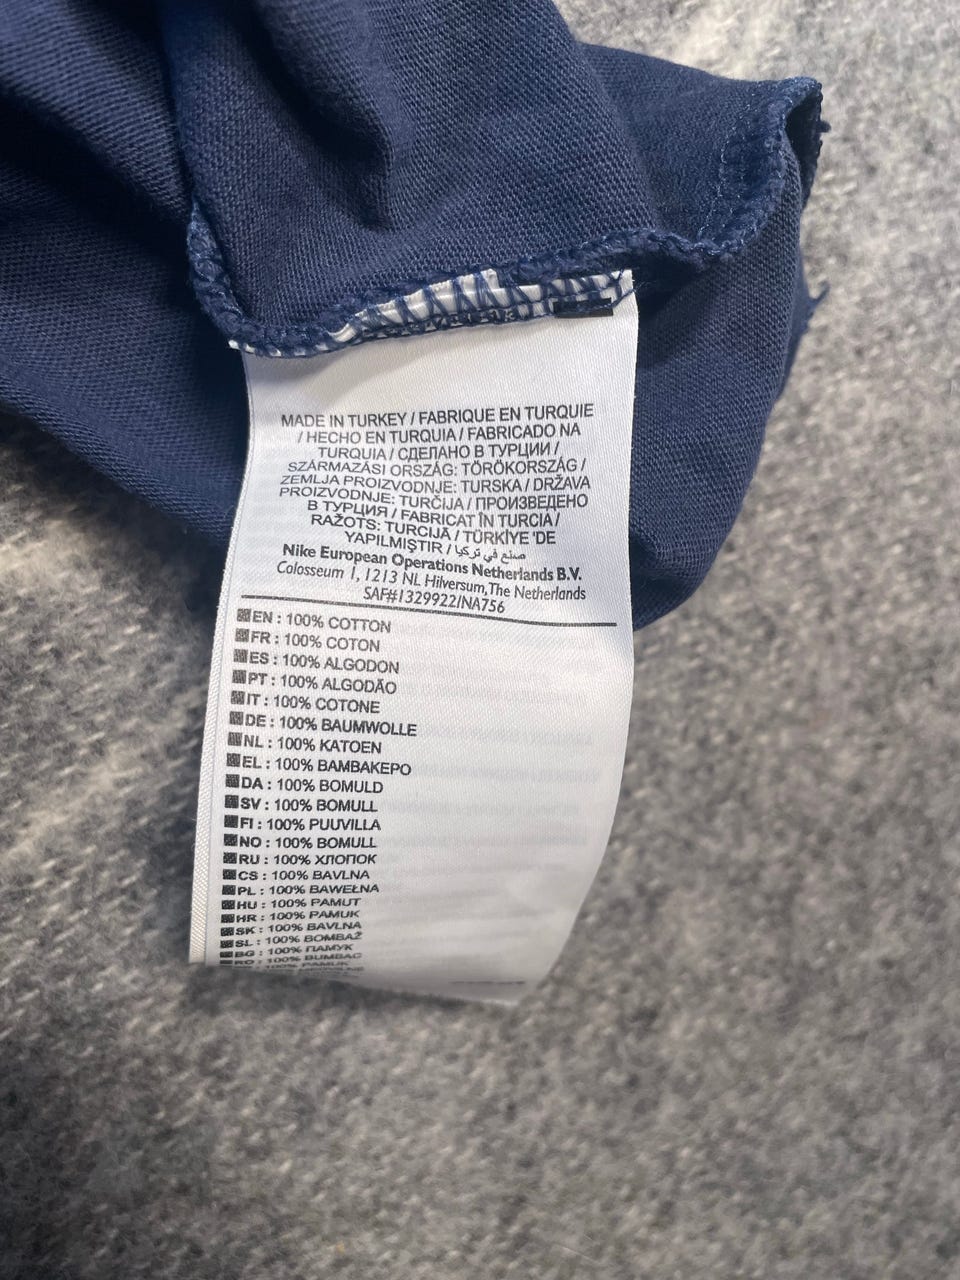 MADE IN TURKEY / FABRIQUE EN TURQUIE
/ HECHO EN TURQUIA / FABRICADO NA
TURQUIA / СДЕЛАНО В ТУРЦИИ /
SZÁRMAZÁSI ORSZÁG: TÖRÖKORSZÁG /
ZEMLJA PROIZVODNJE: TURSKA / DRŽAVA
PROIZVODNJE: TURČIJA / ПРОИЗВЕДЕНО
В ТУРЦИЯ / FABRICAT ÎN TURCIA /
RAŽOTS: TURCIJĀ / TÜRKİYE 'DE
YAPILMIŞTIR / صنع في تركيا
Nike European Operations Netherlands B.V.
Colosseum 1, 1213 NL Hilversum, The Netherlands
SAF#1329922/NA756
EN : 100% COTTON
FR : 100% COTON
ES : 100% ALGODON
PT : 100% ALGODÃO
IT : 100% COTONE
DE : 100% BAUMWOLLE
NL : 100% KATOEN
EL : 100% ΒΑΜΒΑΚΕΡΟ
DA : 100% BOMULD
SV : 100% BOMULL
FI : 100% PUUVILLA
NO : 100% BOMULL
RU : 100% ХЛОПОК
CS : 100% BAVLNA
PL : 100% BAWEŁNA
HU : 100% PAMUT
HR : 100% PAMUK
SK : 100% BAVLNA
SL : 100% BOMBAŽ
BG : 100% ПАМУК
RO : 100% BUMBAC
100% PAMUK